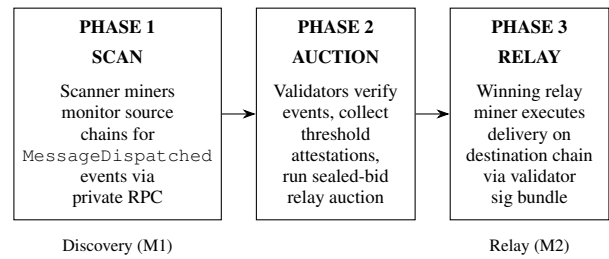 PHASE 1
SCAN
Scanner miners
monitor source
chains for
MessageDispatched
events via
private RPC
Discovery (M1)
PHASE 2
AUCTION
Validators verify
events, collect
threshold
attestations,
run sealed-bid
relay auction
PHASE 3
RELAY
Winning relay
miner executes
delivery on
destination chain
via validator
sig bundle
Relay (M2)